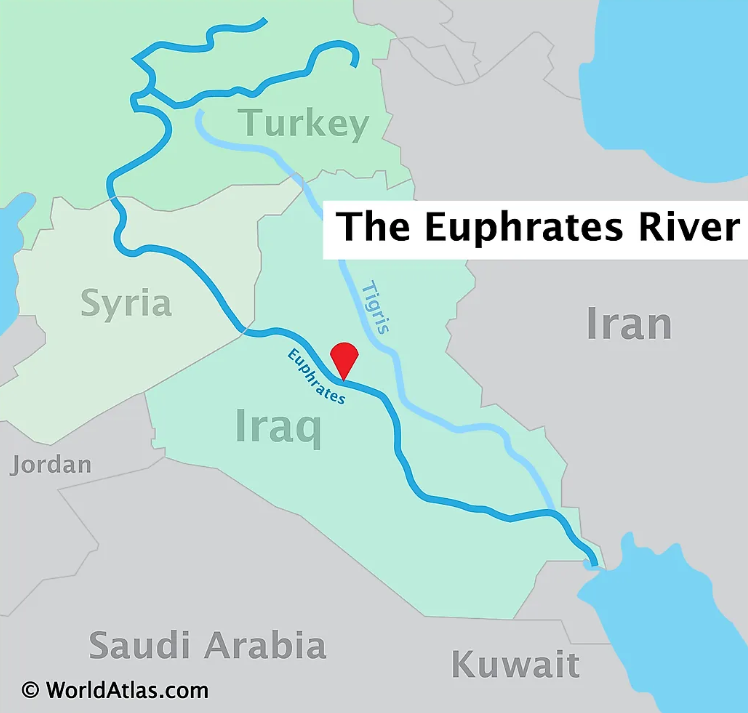 Turkey
The Euphrates River
Syria
Tigris
Iran
Euphrates
Iraq
Jordan
Saudi Arabia
Kuwait
© WorldAtlas.com